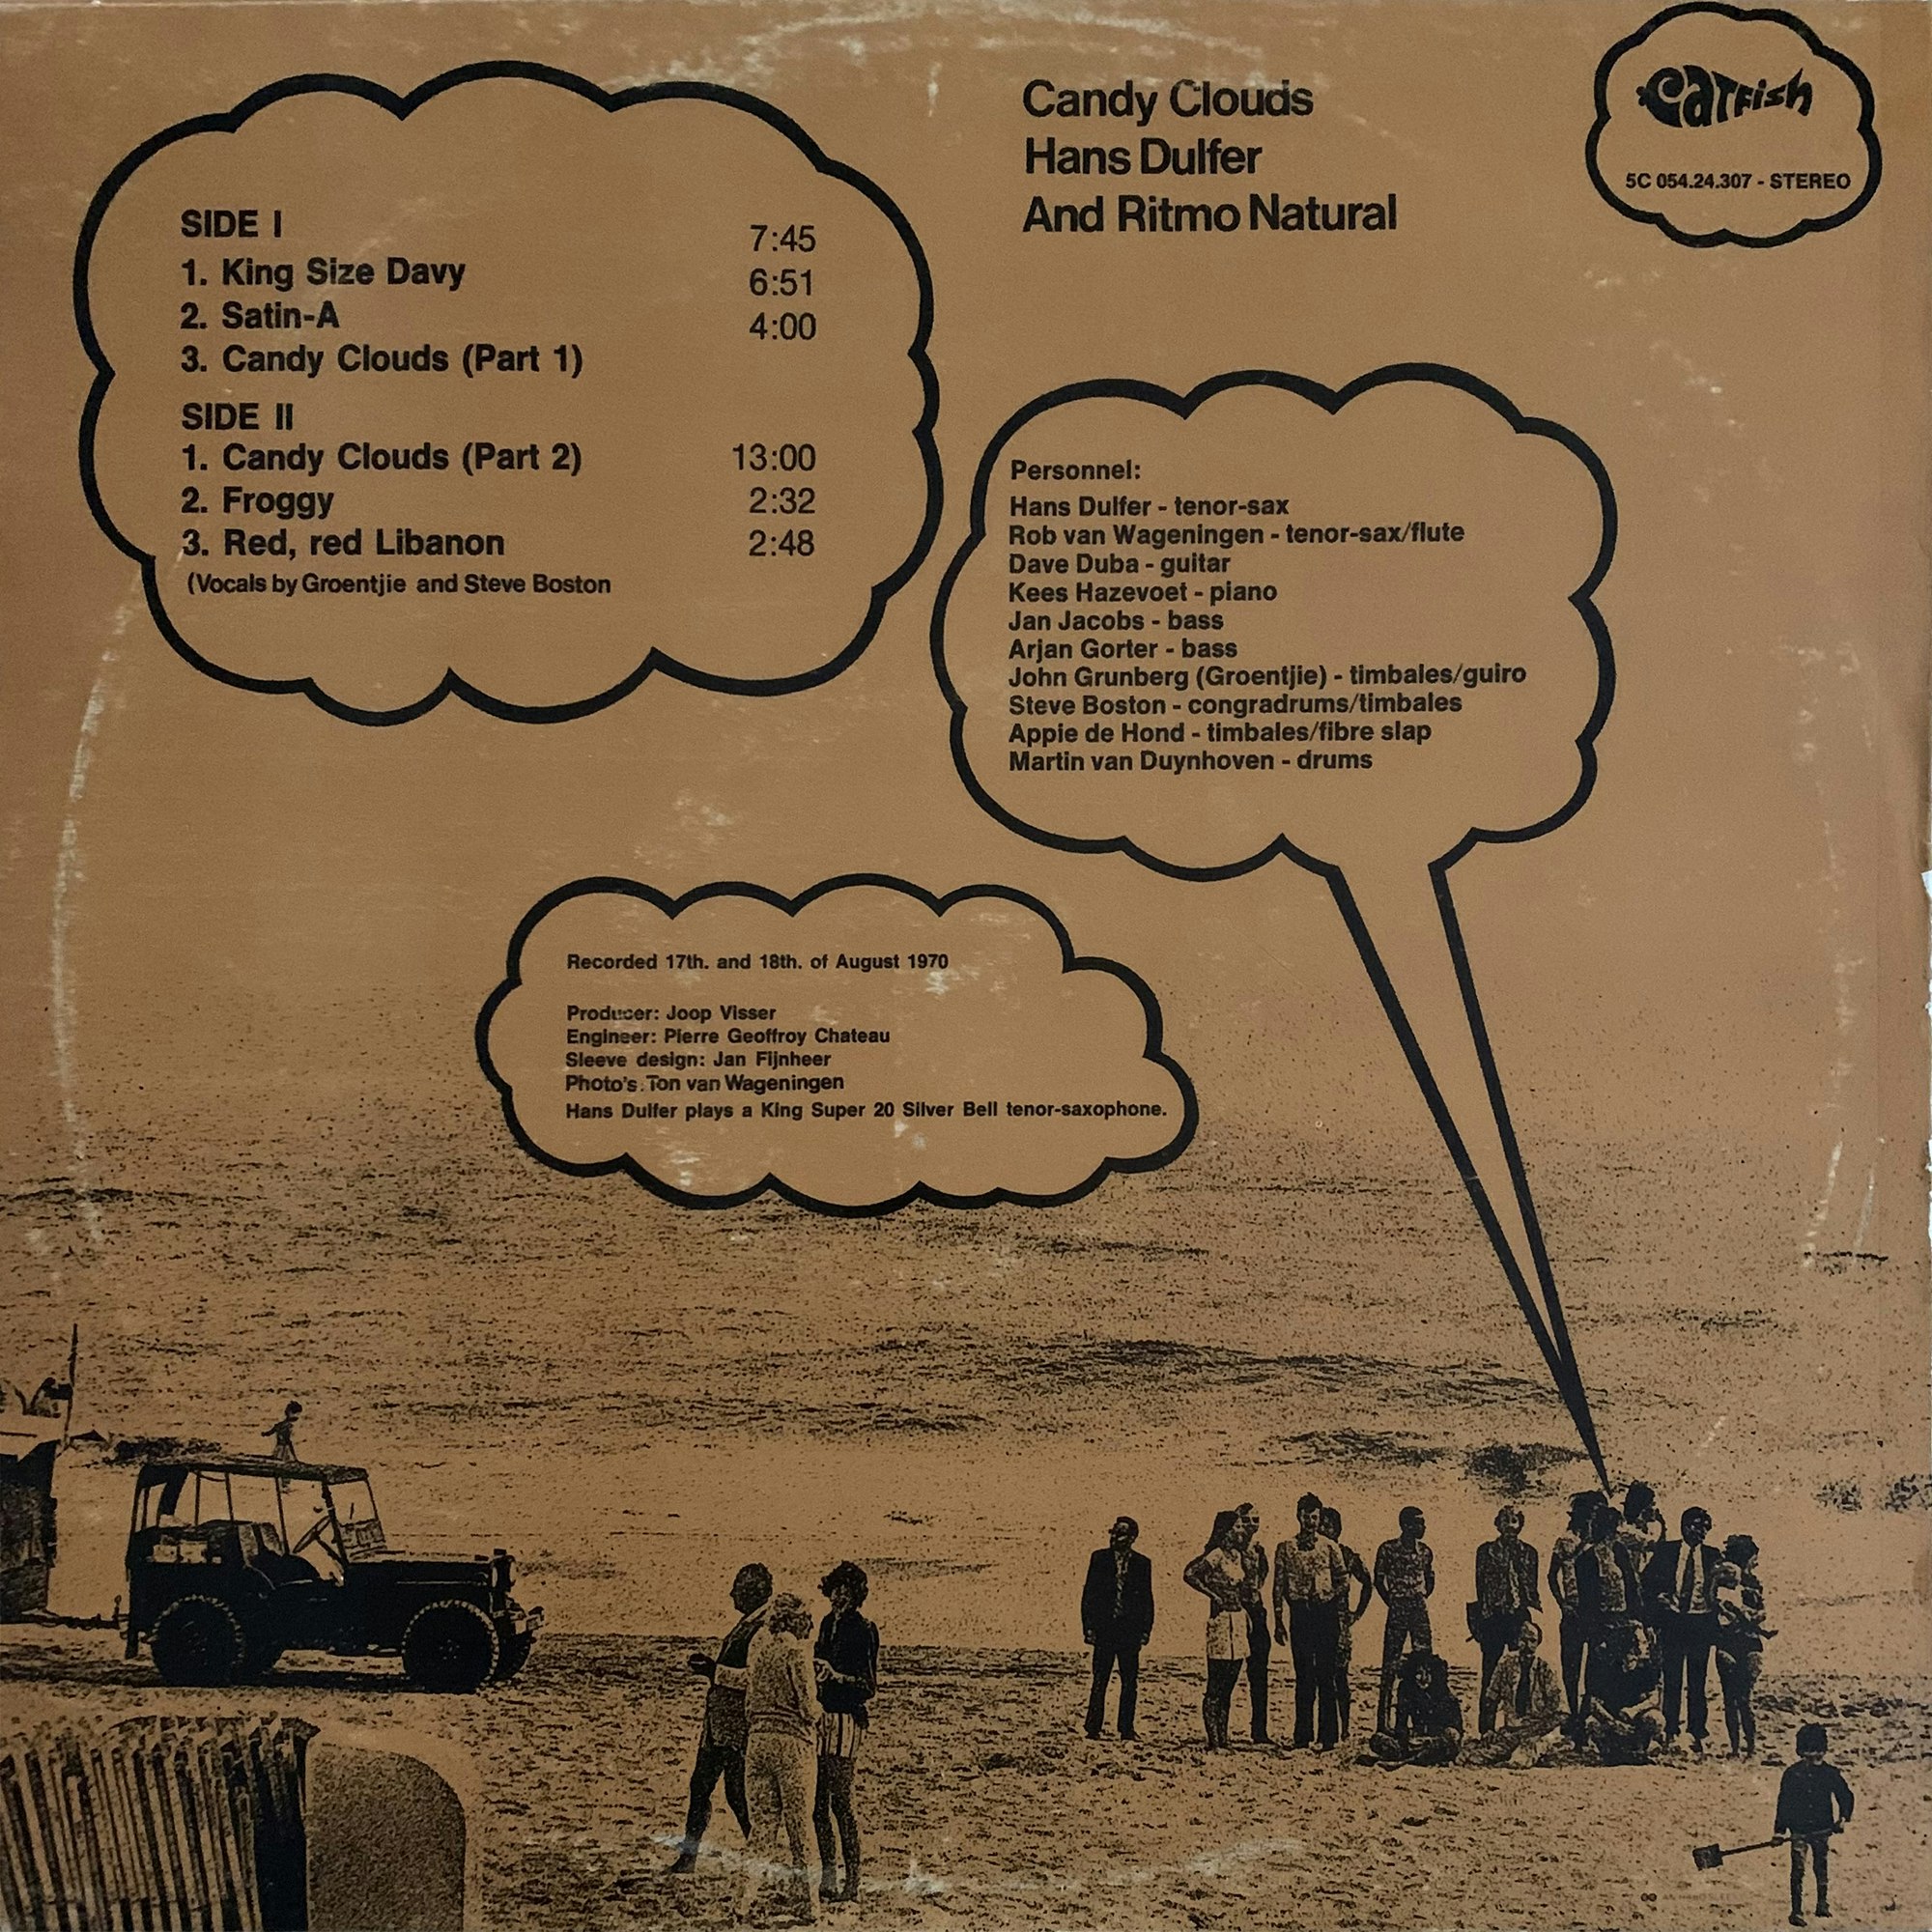 Candy Clouds
Hans Dulfer
And Ritmo Natural
Catfish
5C 054.24.307 - STEREO
SIDE I
7:45
1. King Size Davy
6:51
2. Satin-A
4:00
3. Candy Clouds (Part 1)
SIDE II
1. Candy Clouds (Part 2) 13:00
2. Froggy 2:32
3. Red, red Libanon 2:48
(Vocals by Groentjie and Steve Boston
Personnel:
Hans Dulfer - tenor-sax
Rob van Wageningen - tenor-sax/flute
Dave Duba - guitar
Kees Hazevoet - piano
Jan Jacobs - bass
Arjan Gorter - bass
John Grunberg (Groentjie) - timbales/guiro
Steve Boston - congradrums/timbales
Appie de Hond - timbales/fibre slap
Martin van Duynhoven - drums
Recorded 17th. and 18th. of August 1970
Producer: Joop Visser
Engineer: Pierre Geoffroy Chateau
Sleeve design: Jan Fijnheer
Photo's. Ton van Wageningen
Hans Dulfer plays a King Super 20 Silver Bell tenor-saxophone.